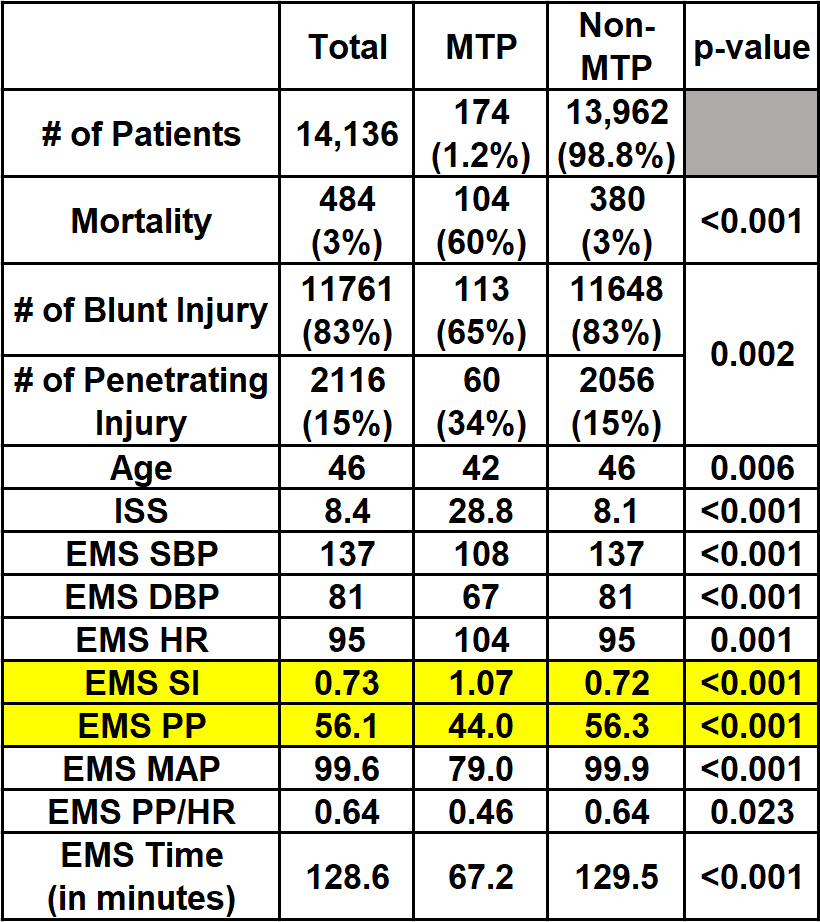 Total MTP Non-MTP p-value
# of Patients 14,136 174 (1.2%) 13,962 (98.8%)
Mortality 484 (3%) 104 (60%) 380 (3%) <0.001
# of Blunt Injury 11761 (83%) 113 (65%) 11648 (83%) 0.002
# of Penetrating Injury 2116 (15%) 60 (34%) 2056 (15%)
Age 46 42 46 0.006
ISS 8.4 28.8 8.1 <0.001
EMS SBP 137 108 137 <0.001
EMS DBP 81 67 81 <0.001
EMS HR 95 104 95 0.001
EMS SI 0.73 1.07 0.72 <0.001
EMS PP 56.1 44.0 56.3 <0.001
EMS MAP 99.6 79.0 99.9 <0.001
EMS PP/HR 0.64 0.46 0.64 0.023
EMS Time (in minutes) 128.6 67.2 129.5 <0.001